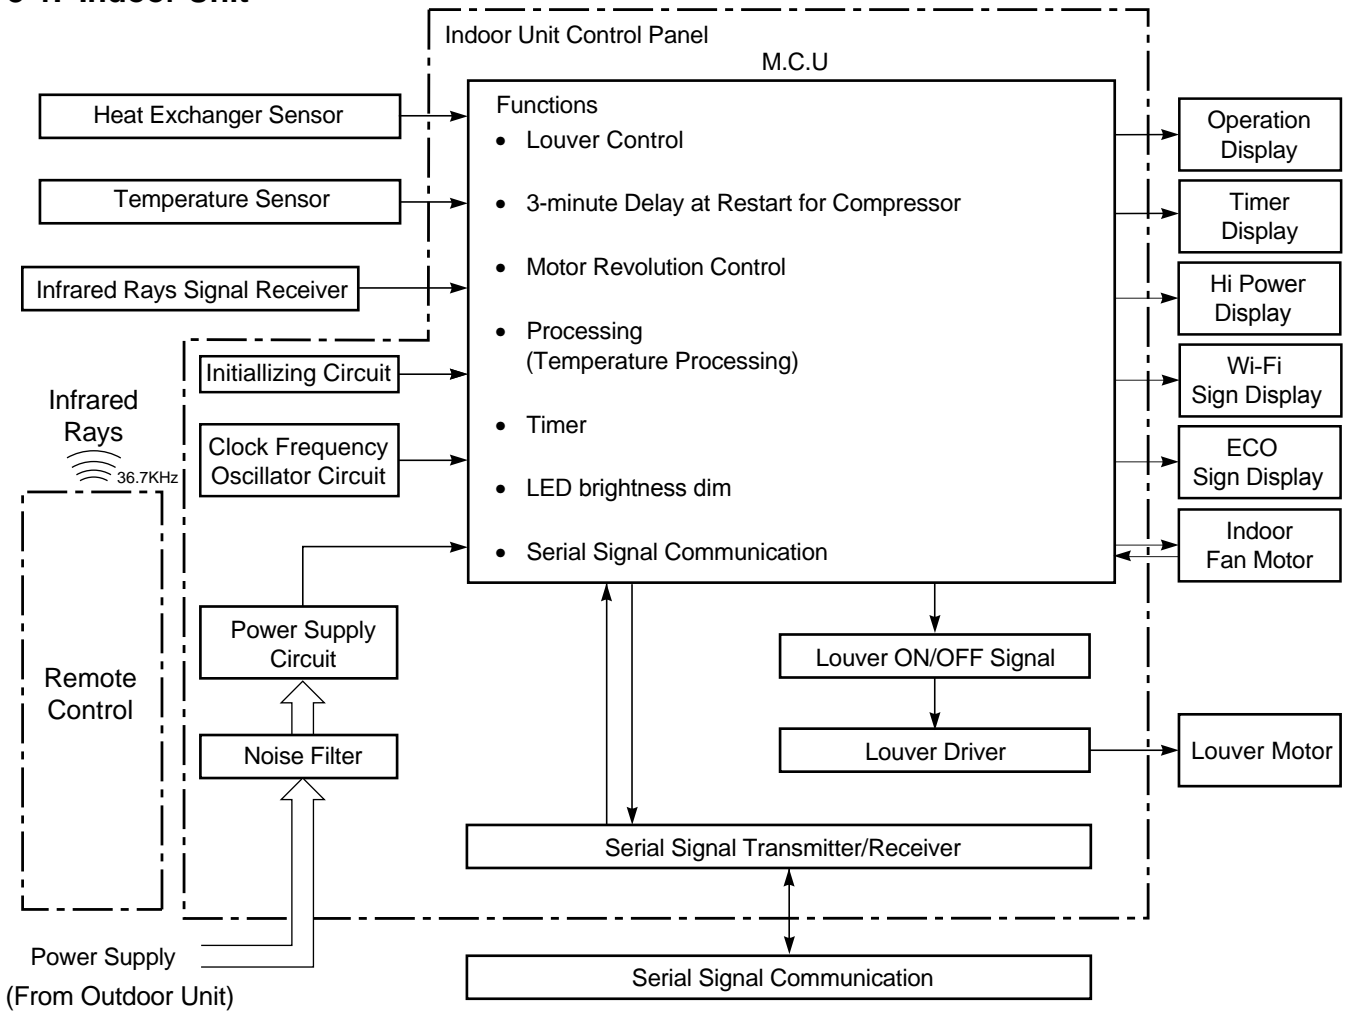 Indoor Unit Control Panel
M.C.U
Functions
• Louver Control
• 3-minute Delay at Restart for Compressor
• Motor Revolution Control
• Processing
(Temperature Processing)
• Timer
• LED brightness dim
• Serial Signal Communication
Heat Exchanger Sensor
Temperature Sensor
Infrared Rays Signal Receiver
Initiallizing Circuit
Clock Frequency
Oscillator Circuit
Infrared
Rays
36.7KHz
Remote
Control
Power Supply
Circuit
Noise Filter
Power Supply
(From Outdoor Unit)
Operation
Display
Timer
Display
Hi Power
Display
Wi-Fi
Sign Display
ECO
Sign Display
Indoor
Fan Motor
Louver ON/OFF Signal
Louver Driver
Louver Motor
Serial Signal Transmitter/Receiver
Serial Signal Communication